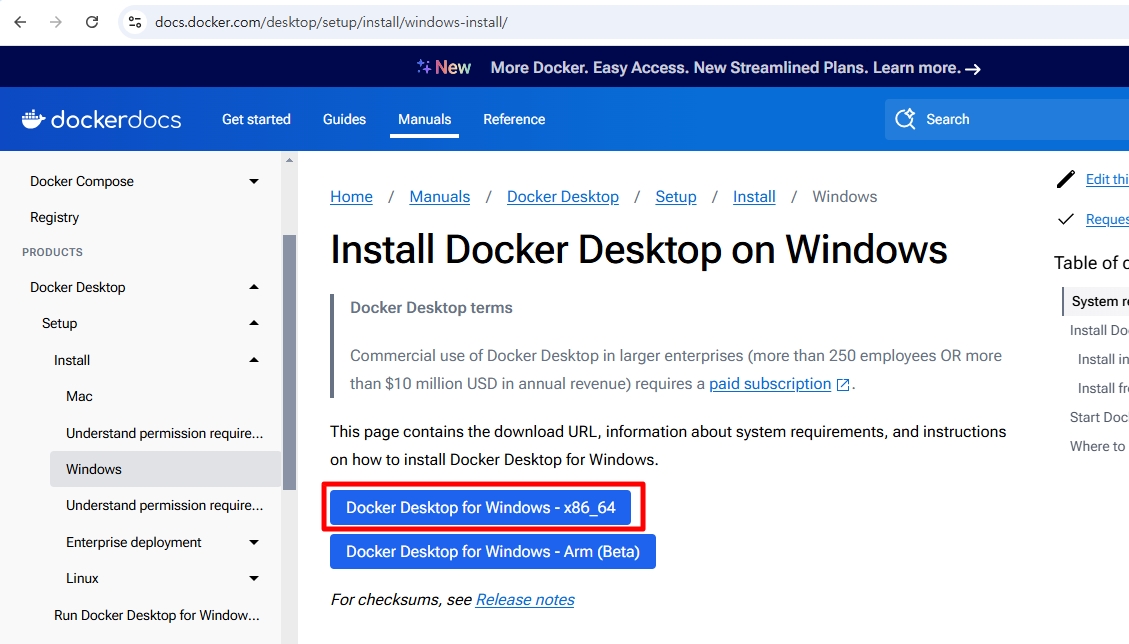 docs.docker.com/desktop/setup/install/windows-install/
New More Docker. Easy Access. New Streamlined Plans. Learn more. →
dockerdocs Get started Guides Manuals Reference Search
Docker Compose
Registry
PRODUCTS
Docker Desktop
Setup
Install
Mac
Understand permission require...
Windows
Understand permission require...
Enterprise deployment
Linux
Run Docker Desktop for Window...
Home / Manuals / Docker Desktop / Setup / Install / Windows
Install Docker Desktop on Windows
Docker Desktop terms
Commercial use of Docker Desktop in larger enterprises (more than 250 employees OR more
than $10 million USD in annual revenue) requires a paid subscription.
This page contains the download URL, information about system requirements, and instructions
on how to install Docker Desktop for Windows.
Docker Desktop for Windows - x86_64
Docker Desktop for Windows - Arm (Beta)
For checksums, see Release notes
Edit thi
Reques
Table of c
System re
Install Doc
Install in
Install fr
Start Doc
Where to